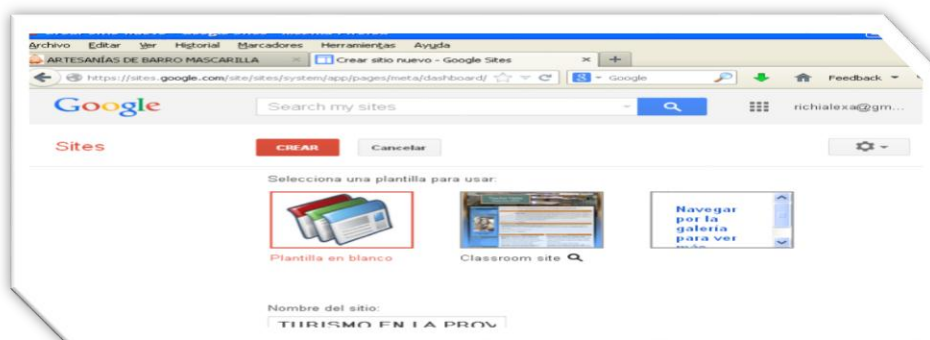 Archivo Editar Ver Historial Marcadores Herramientas Ayuda
ARTESANÍAS DE BARRO MASCARILLA Crear sitio nuevo - Google Sites
https://sites.google.com/site/sites/system/app/pages/meta/dashboard/ Google Feedback
Google Search my sites richialexa@gm...
Sites CREAR Cancelar
Selecciona una plantilla para usar:
Navegar
por la
galería
para ver
Plantilla en blanco Classroom site
Nombre del sitio:
TURISMO EN LA PROV